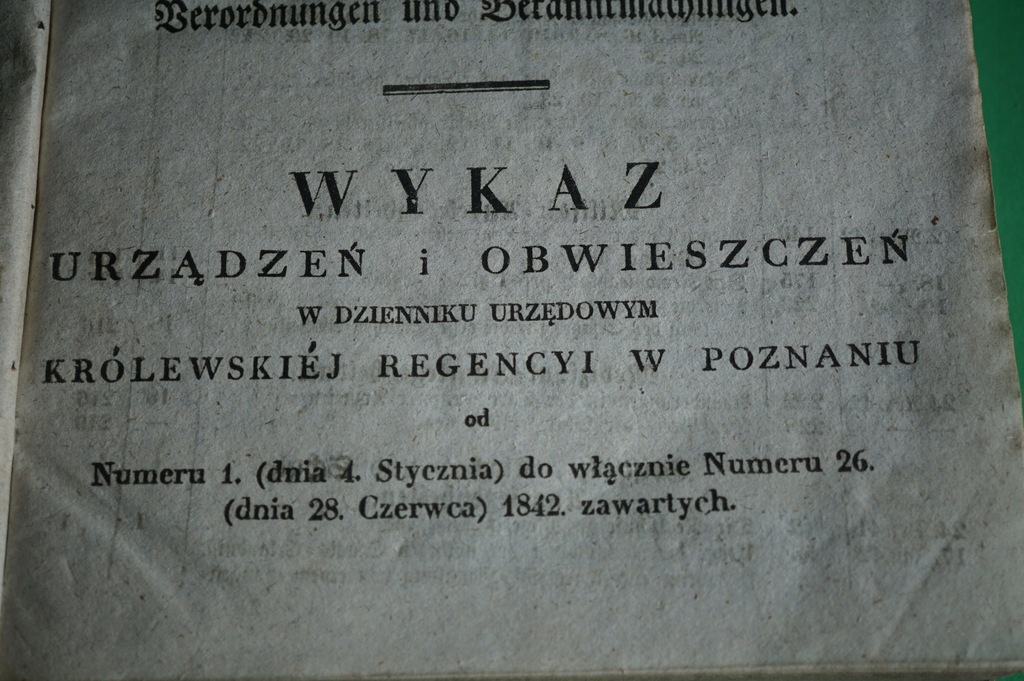 Verordnungen und Bekanntmachungen.
WYKAZ
URZĄDZEŃ i OBWIESZCZEŃ
W DZIENNIKU URZĘDOWYM
KRÓLEWSKIÉJ REGENCYI W POZNANIU
od
Numeru 1. (dnia 4. Stycznia) do włącznie Numeru 26.
(dnia 28. Czerwca) 1842. zawartych.